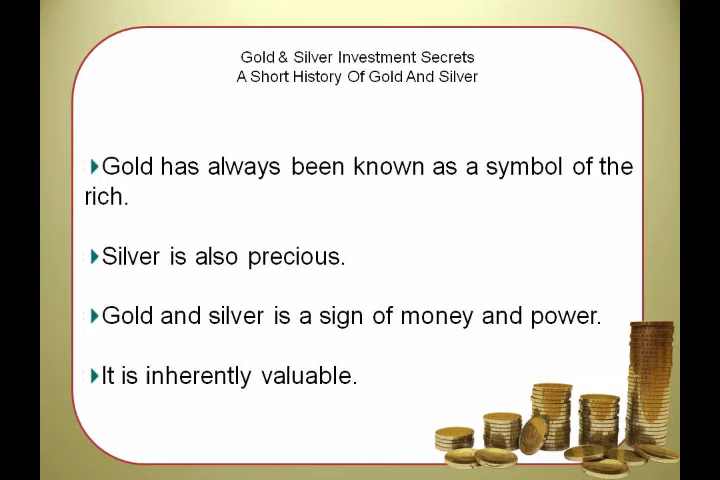 Gold & Silver Investment Secrets
A Short History Of Gold And Silver
Gold has always been known as a symbol of the
rich.
Silver is also precious.
Gold and silver is a sign of money and power.
It is inherently valuable.